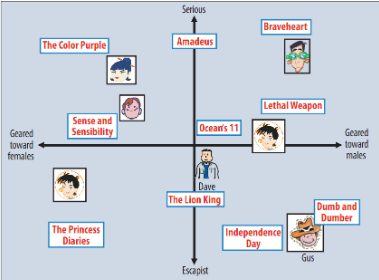 Serious
Braveheart
Amadeus
The Color Purple
Lethal Weapon
Sense and
Sensibility
Ocean's 11
Geared
toward
females
Geared
toward
males
Dave
The Lion King
Dumb and
Dumber
The Princess
Diaries
Independence
Day
Gus
Escapist